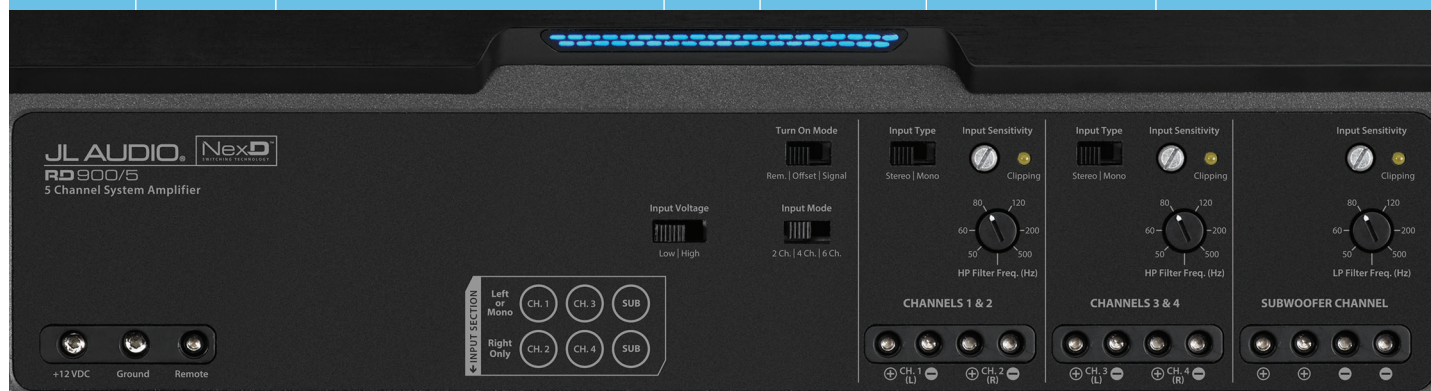 JL AUDIO®
NexD™
SWITCHING TECHNOLOGY
RD900/5
5 Channel System Amplifier
Turn On Mode
Rem. | Offset | Signal
Input Voltage
Low | High
Input Mode
2 Ch. | 4 Ch. | 6 Ch.
Input Type
Stereo | Mono
Input Sensitivity
Clipping
80 120
60 200
50 500
HP Filter Freq. (Hz)
CHANNELS 1 & 2
⊕ CH. 1 ⊖ ⊕ CH. 2 ⊖
(L) (R)
Input Type
Stereo | Mono
Input Sensitivity
Clipping
80 120
60 200
50 500
HP Filter Freq. (Hz)
CHANNELS 3 & 4
⊕ CH. 3 ⊖ ⊕ CH. 4 ⊖
(L) (R)
Input Sensitivity
Clipping
80 120
60 200
50 500
LP Filter Freq. (Hz)
SUBWOOFER CHANNEL
⊕ ⊕ ⊖ ⊖
← INPUT SECTION
Left
or
Mono
CH. 1 CH. 3 SUB
Right
Only
CH. 2 CH. 4 SUB
+12 VDC Ground Remote